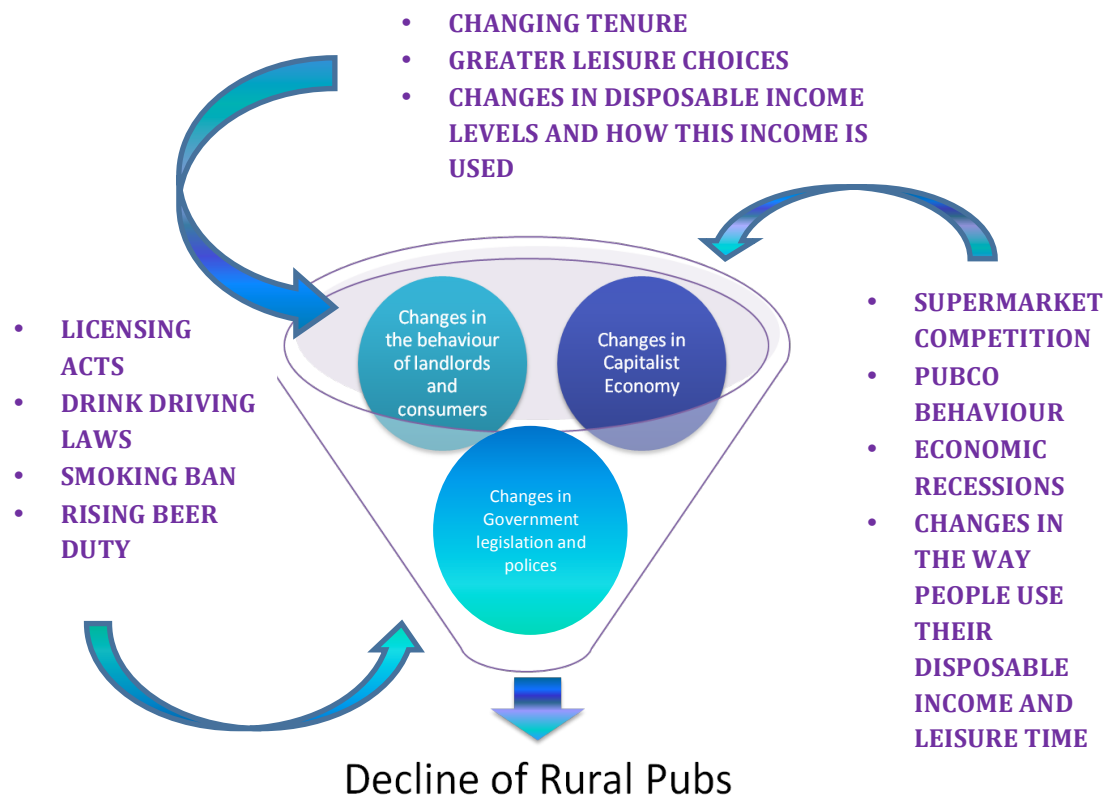 • CHANGING TENURE
• GREATER LEISURE CHOICES
• CHANGES IN DISPOSABLE INCOME
LEVELS AND HOW THIS INCOME IS
USED
Changes in
the behaviour
of landlords
and
consumers
Changes in
Capitalist
Economy
Changes in
Government
legislation and
polices
• LICENSING
ACTS
• DRINK DRIVING
LAWS
• SMOKING BAN
• RISING BEER
DUTY
• SUPERMARKET
COMPETITION
• PUBCO
BEHAVIOUR
• ECONOMIC
RECESSIONS
• CHANGES IN
THE WAY
PEOPLE USE
THEIR
DISPOSABLE
INCOME AND
LEISURE TIME
Decline of Rural Pubs